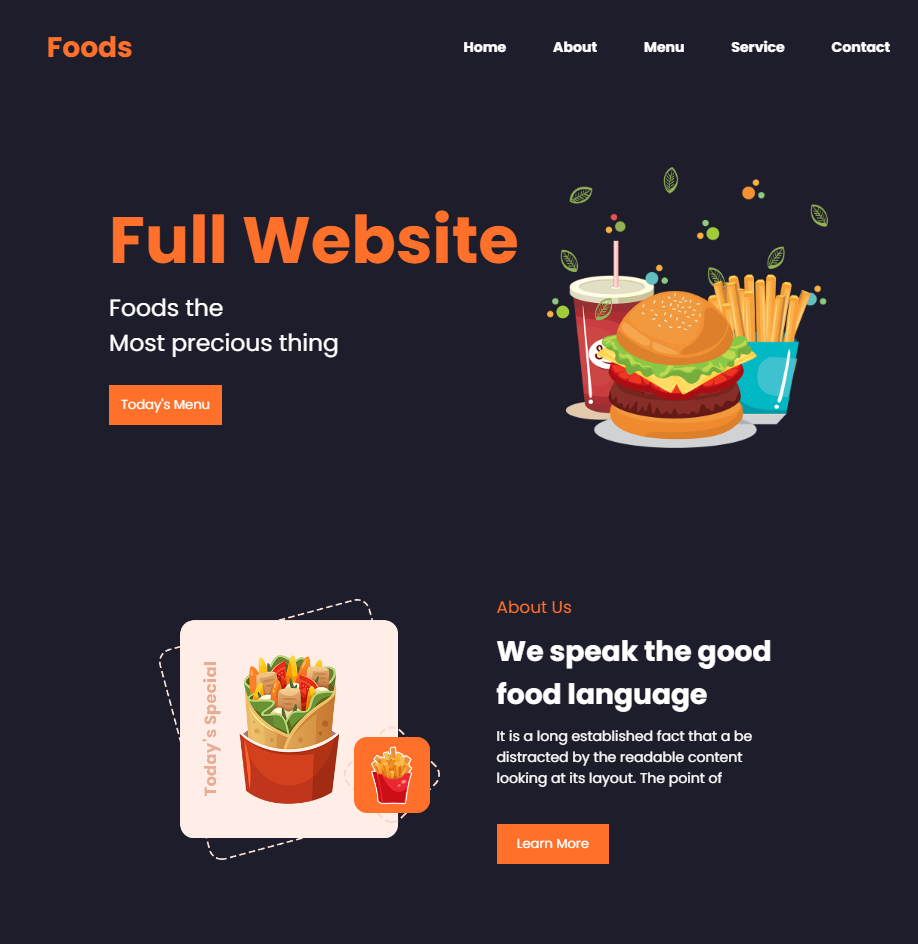 Foods
Home About Menu Service Contact
Full Website
Foods the
Most precious thing
Today's Menu
Today's Special
About Us
We speak the good
food language
It is a long established fact that a be
distracted by the readable content
looking at its layout. The point of
Learn More